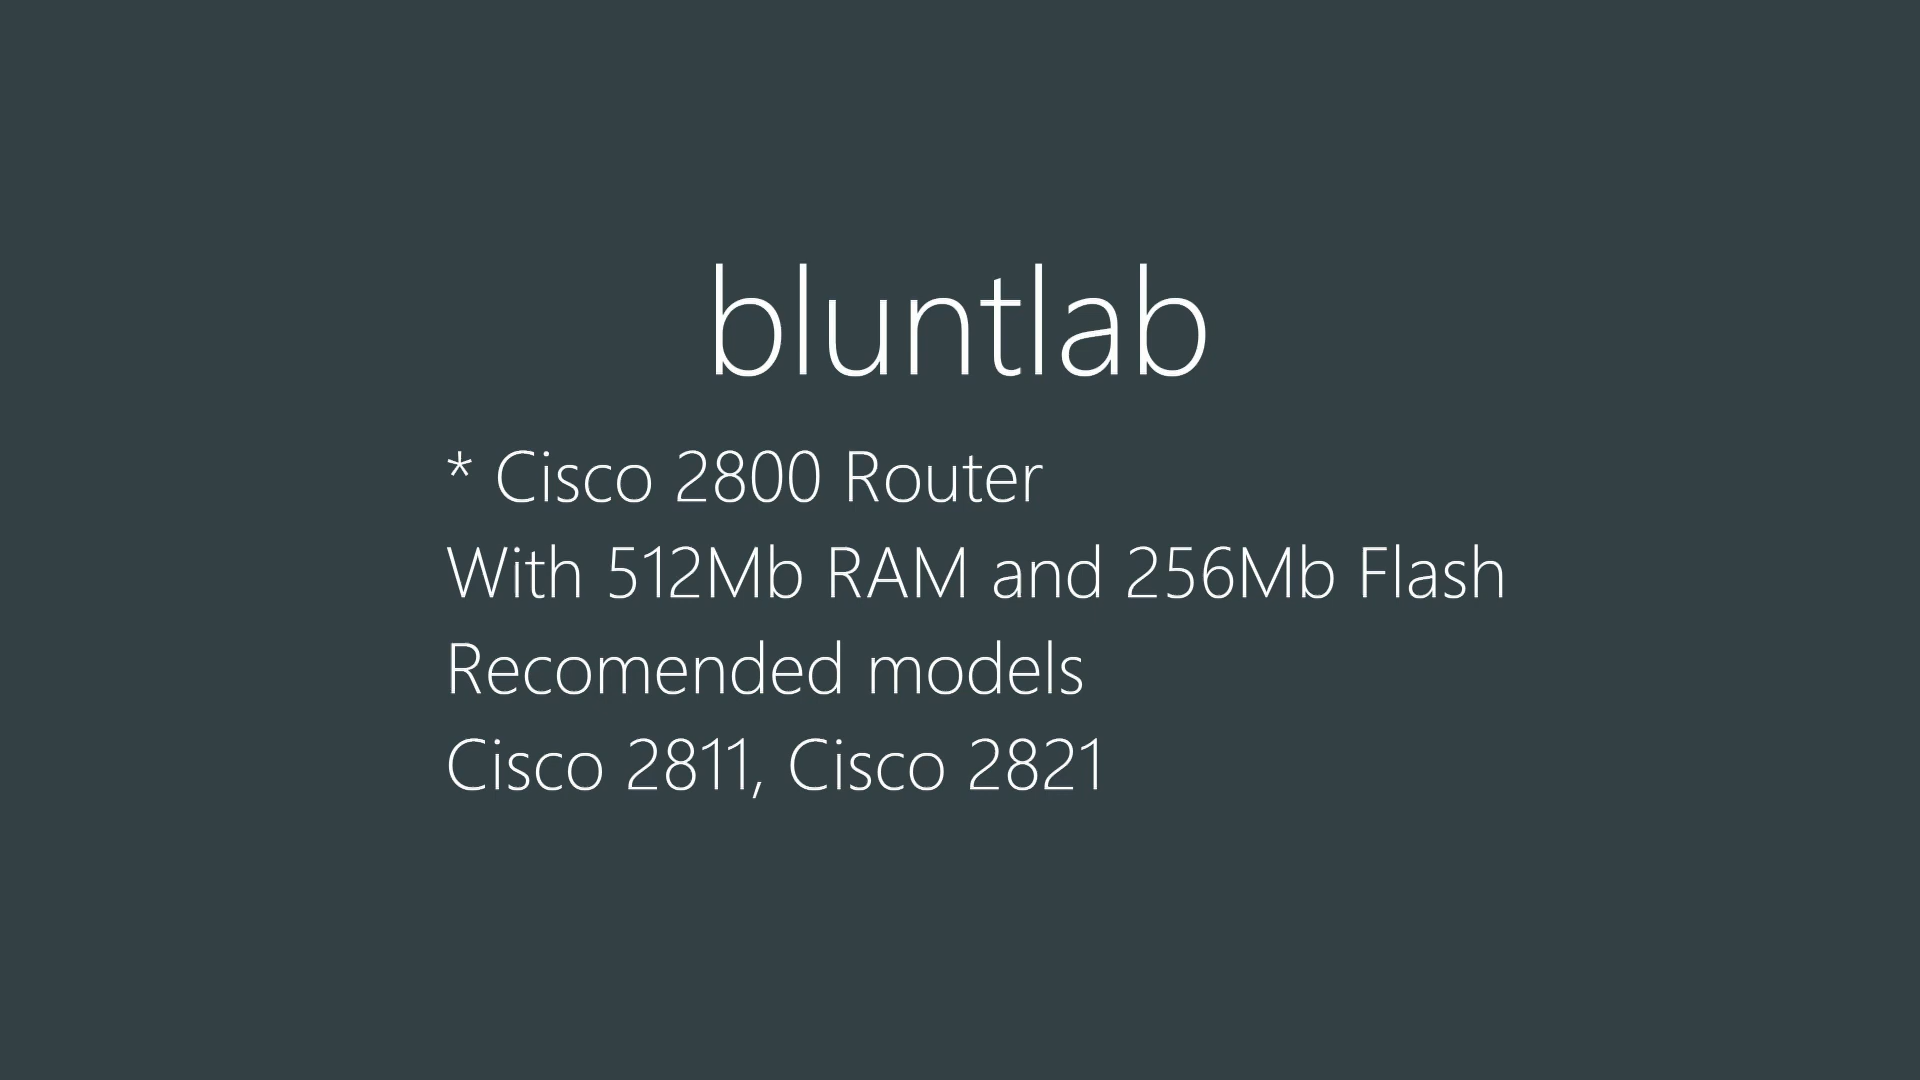 bluntlab
* Cisco 2800 Router
With 512Mb RAM and 256Mb Flash
Recomended models
Cisco 2811, Cisco 2821